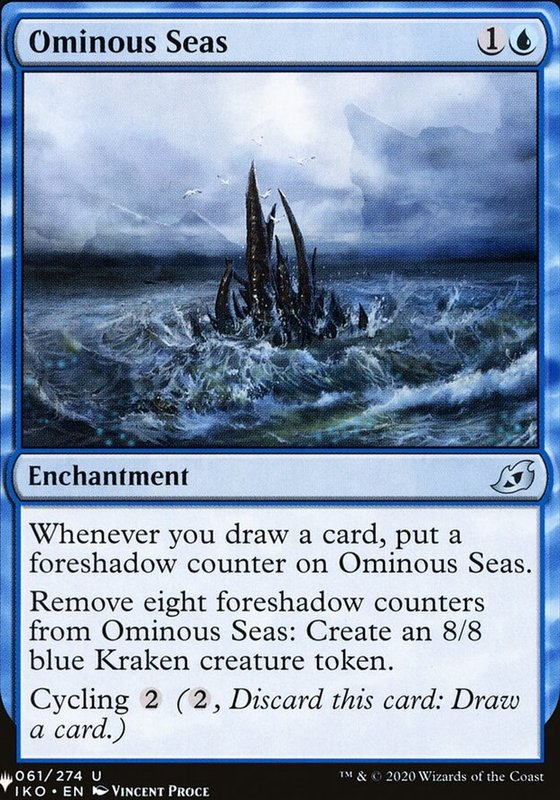 Ominous Seas
1
Enchantment
Whenever you draw a card, put a
foreshadow counter on Ominous Seas.
Remove eight foreshadow counters
from Ominous Seas: Create an 8/8
blue Kraken creature token.
Cycling 2 (2, Discard this card: Draw
a card.)
061/274 U
IKO • EN Vincent Proce
™ & © 2020 Wizards of the Coast